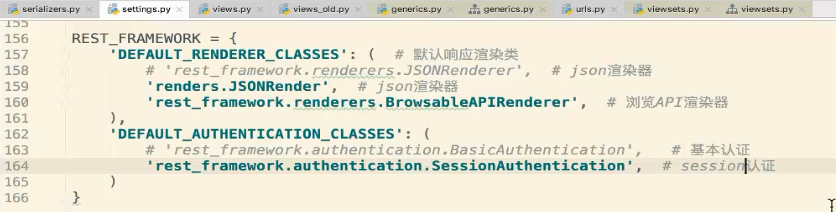 serializers.py settings.py views.py views_old.py generics.py generics.py urls.py viewsets.py viewsets.py
155
156 REST_FRAMEWORK = {
157 'DEFAULT_RENDERER_CLASSES': ( # 默认响应渲染类
158 # 'rest_framework.renderers.JSONRenderer', # json渲染器
159 'renders.JSONRender', # json渲染器
160 'rest_framework.renderers.BrowsableAPIRenderer', # 浏览API渲染器
161 ),
162 'DEFAULT_AUTHENTICATION_CLASSES': (
163 # 'rest_framework.authentication.BasicAuthentication', # 基本认证
164 'rest_framework.authentication.SessionAuthentication', # session认证
165 )
166 }